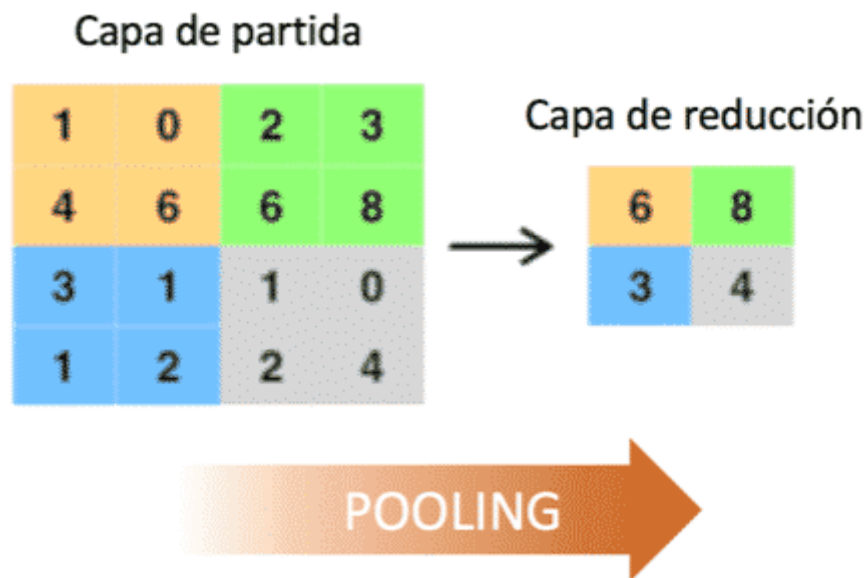 Capa de partida
1 0 2 3
4 6 6 8
3 1 1 0
1 2 2 4
Capa de reducción
6 8
3 4
POOLING